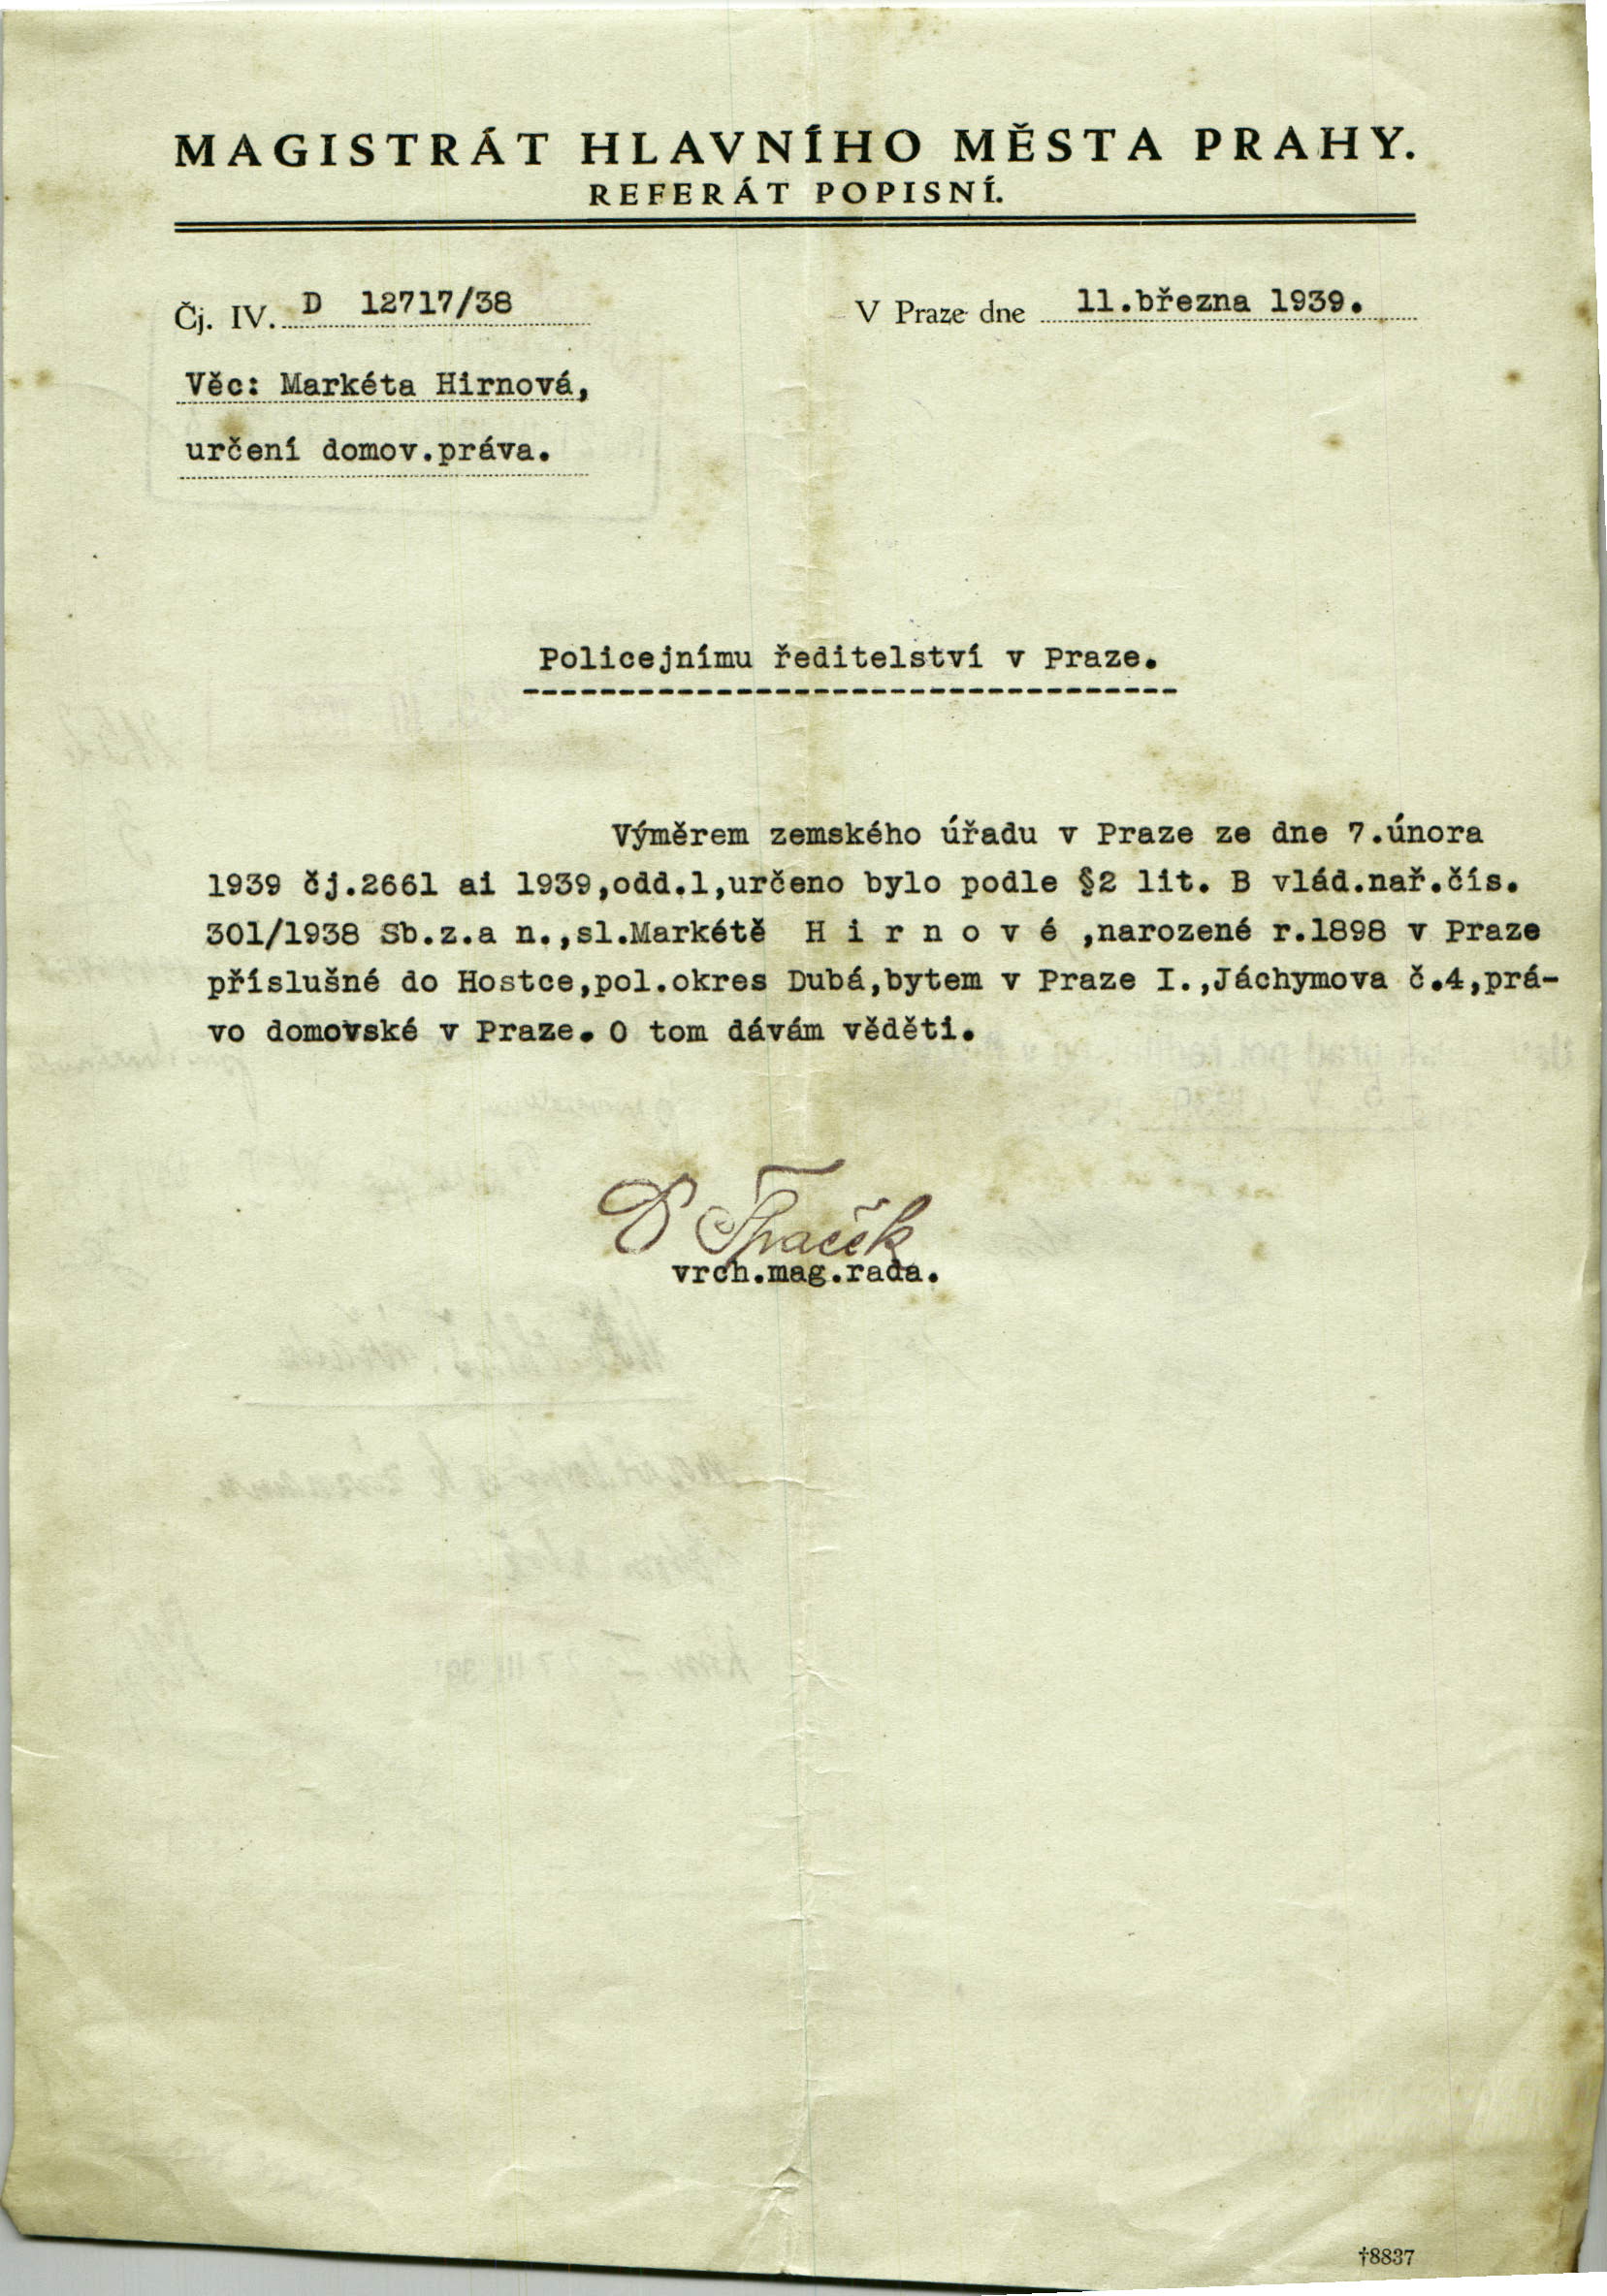 MAGISTRÁT HLAVNÍHO MĚSTA PRAHY.
REFERÁT POPISNÍ.
Čj. IV. D 12717/38
V Praze dne 11.března 1939.
Věc: Markéta Hirnová,
určení domov.práva.
Policejnímu ředitelství v Praze.
Výměrem zemského úřadu v Praze ze dne 7.února
1939 čj.2661 ai 1939,odd.1,určeno bylo podle §2 lit. B vlád.nař.čís.
301/1938 Sb.z.a n.,sl.Markétě H i r n o v é ,narozené r.1898 v Praze
příslušné do Hostce,pol.okres Dubá,bytem v Praze I.,Jáchymova č.4,prá-
vo domovské v Praze. O tom dávám věděti.
vrch.mag.rada.
†8837